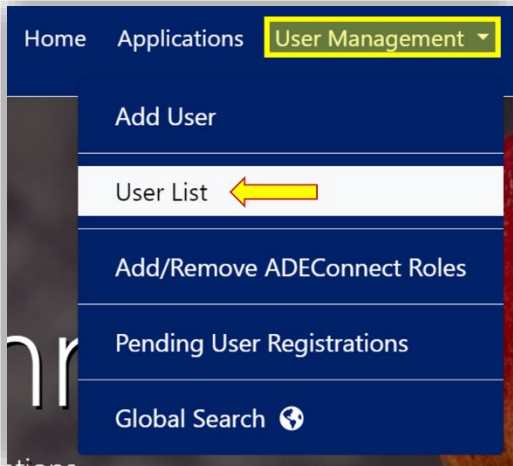 Home Applications User Management
Add User
User List
Add/Remove ADEConnect Roles
Pending User Registrations
Global Search